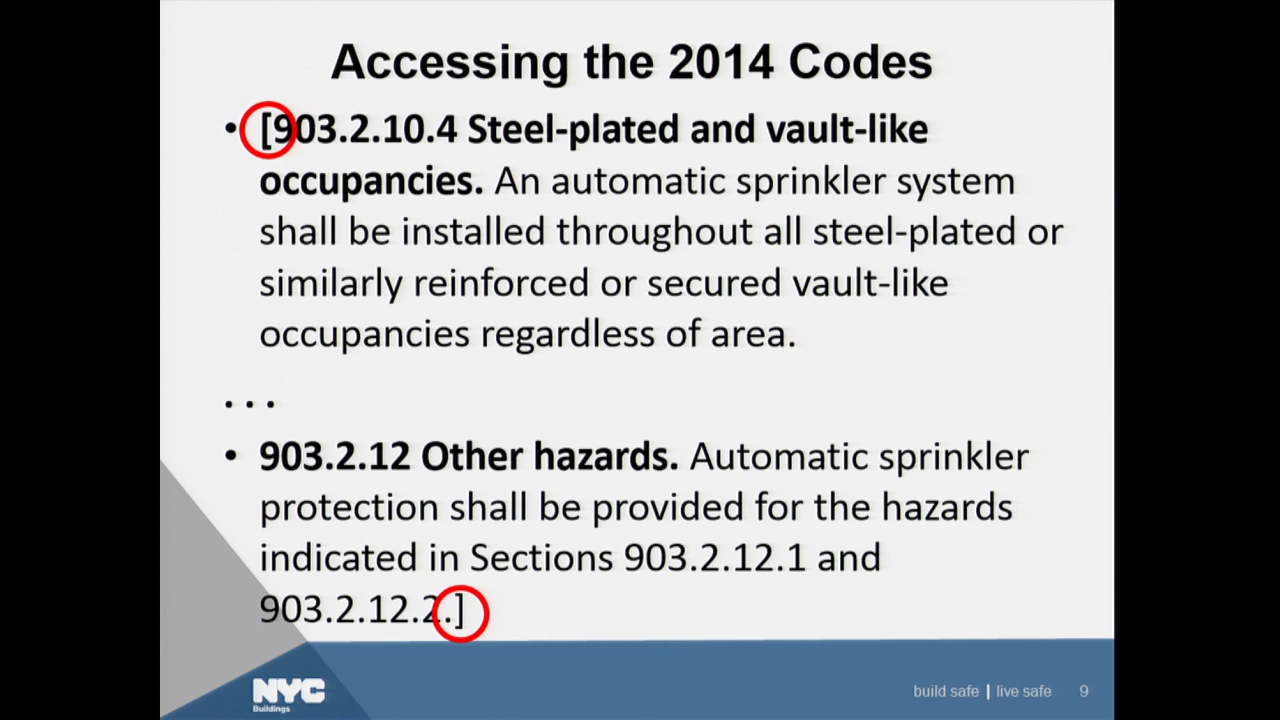 Accessing the 2014 Codes
• [903.2.10.4 Steel-plated and vault-like
occupancies. An automatic sprinkler system
shall be installed throughout all steel-plated or
similarly reinforced or secured vault-like
occupancies regardless of area.
. . .
• 903.2.12 Other hazards. Automatic sprinkler
protection shall be provided for the hazards
indicated in Sections 903.2.12.1 and
903.2.12.2.]
NYC
Buildings
build safe | live safe 9